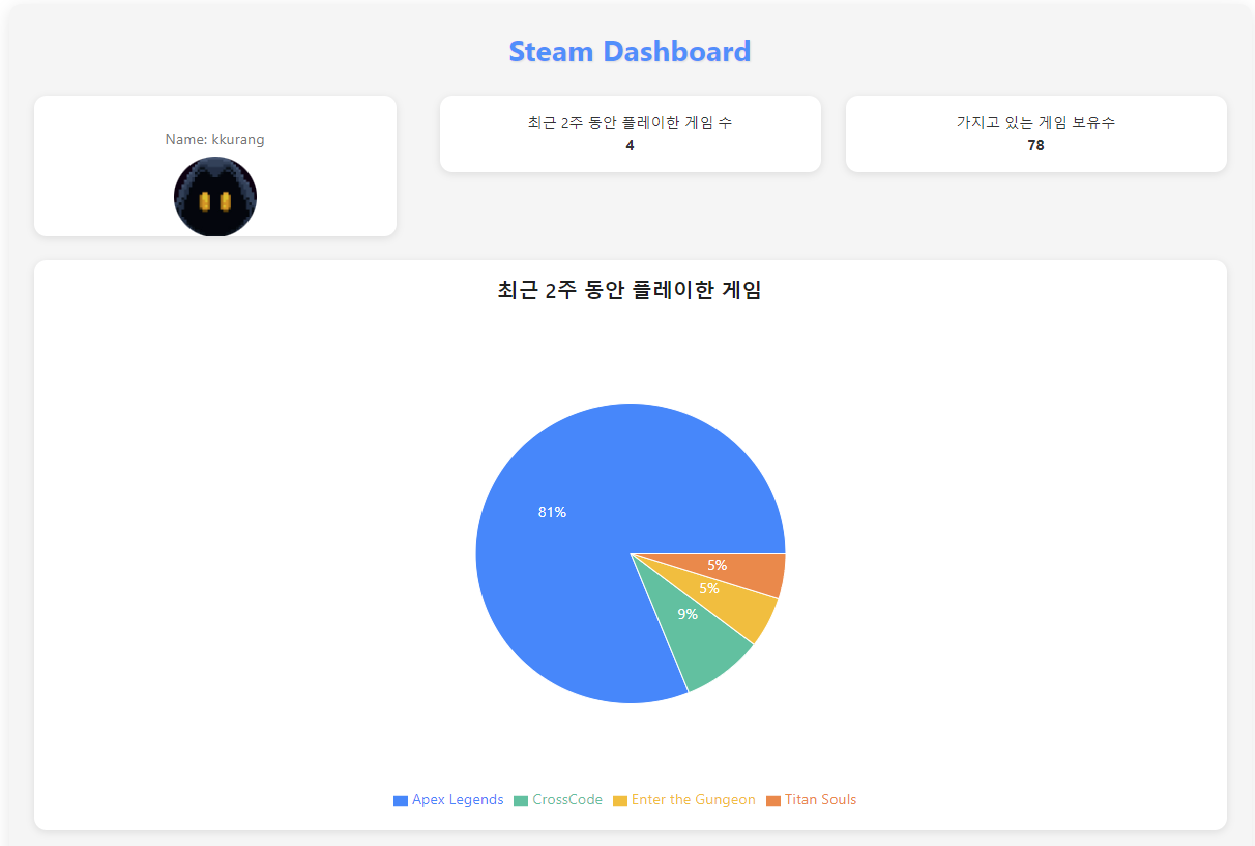 Steam Dashboard
Name: kkurang
최근 2주 동안 플레이한 게임 수
4
가지고 있는 게임 보유수
78
최근 2주 동안 플레이한 게임
81%
5%
5%
9%
Apex Legends CrossCode Enter the Gungeon Titan Souls